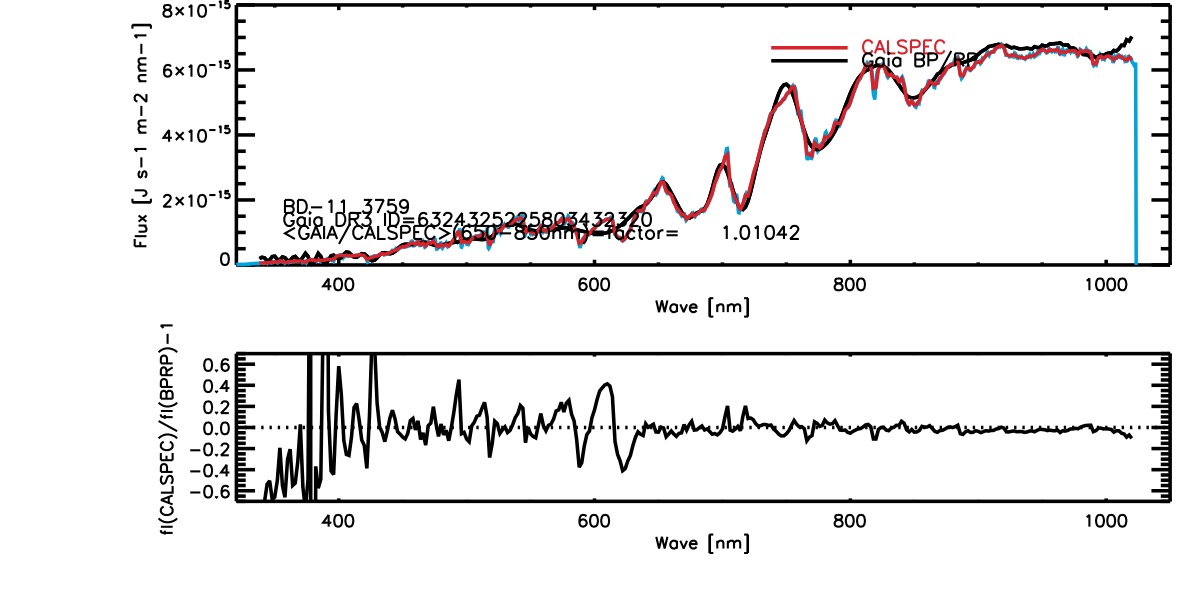 8×10⁻¹⁵
6×10⁻¹⁵
4×10⁻¹⁵
2×10⁻¹⁵
0
Flux [J s−1 m−2 nm−1]
CALSPEC
Gaia BP/RP
BD−11 3759
Gaia DR3 ID=6324325225803432320
<GAIA/CALSPEC>(650−850nm) factor= 1.01042
400 600 800 1000
Wave [nm]
fl(CALSPEC)/fl(BPRP)−1
0.6
0.4
0.2
0.0
−0.2
−0.4
−0.6
400 600 800 1000
Wave [nm]